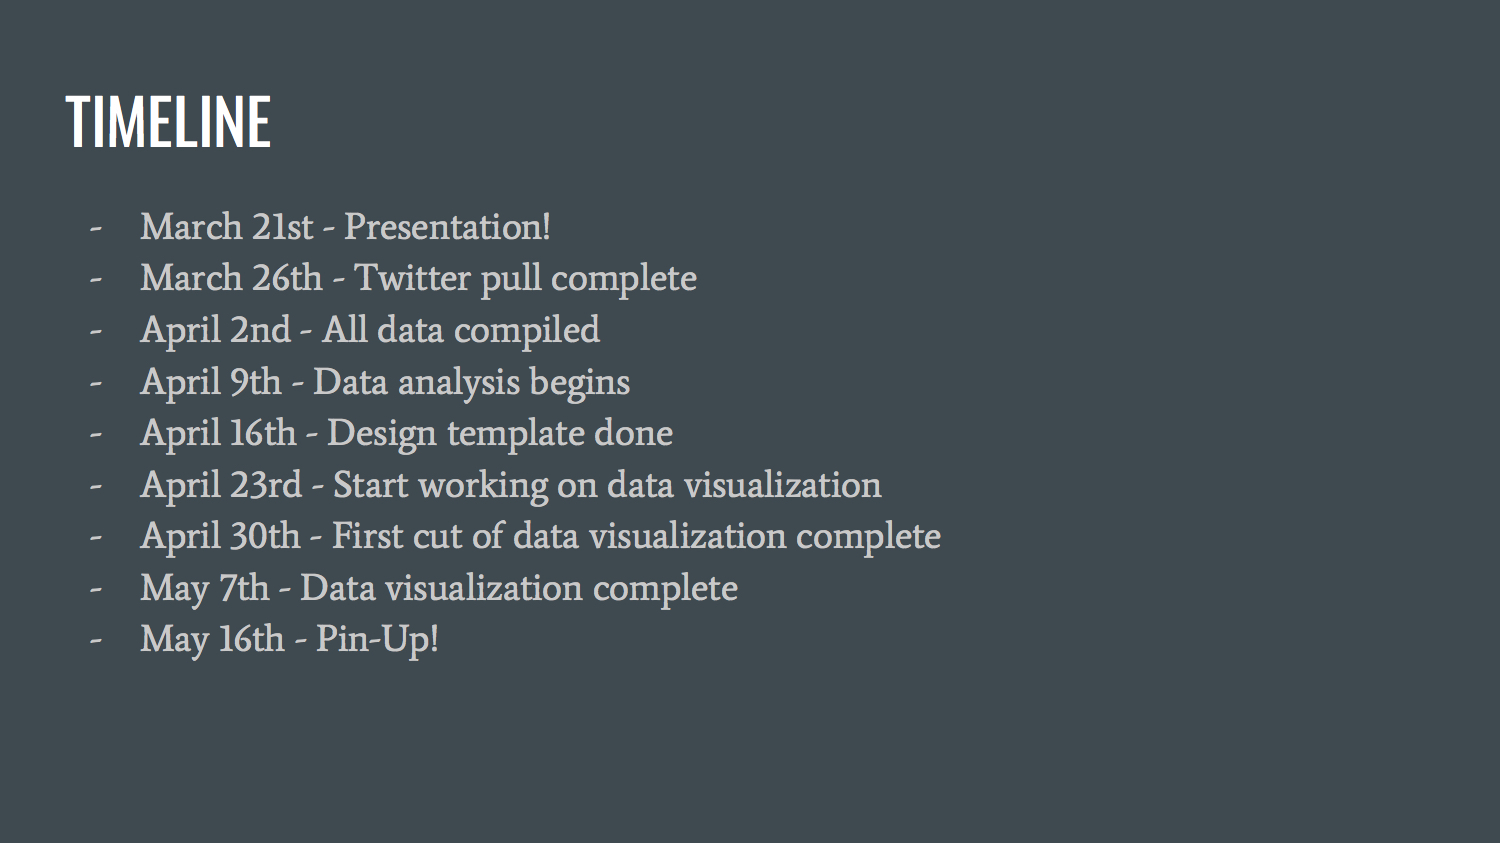 TIMELINE
- March 21st - Presentation!
- March 26th - Twitter pull complete
- April 2nd - All data compiled
- April 9th - Data analysis begins
- April 16th - Design template done
- April 23rd - Start working on data visualization
- April 30th - First cut of data visualization complete
- May 7th - Data visualization complete
- May 16th - Pin-Up!